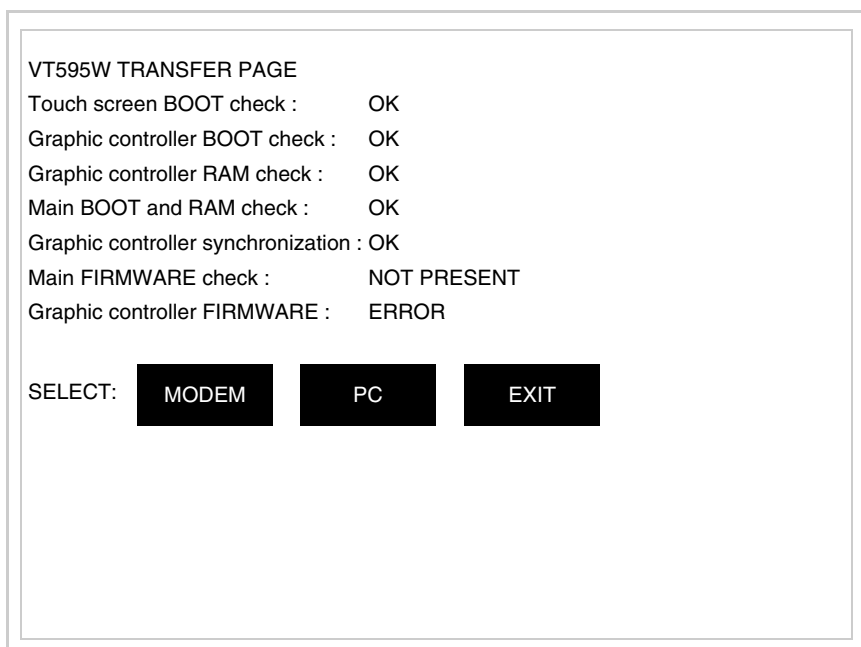 VT595W TRANSFER PAGE
Touch screen BOOT check : OK
Graphic controller BOOT check : OK
Graphic controller RAM check : OK
Main BOOT and RAM check : OK
Graphic controller synchronization : OK
Main FIRMWARE check : NOT PRESENT
Graphic controller FIRMWARE : ERROR
SELECT: MODEM PC EXIT